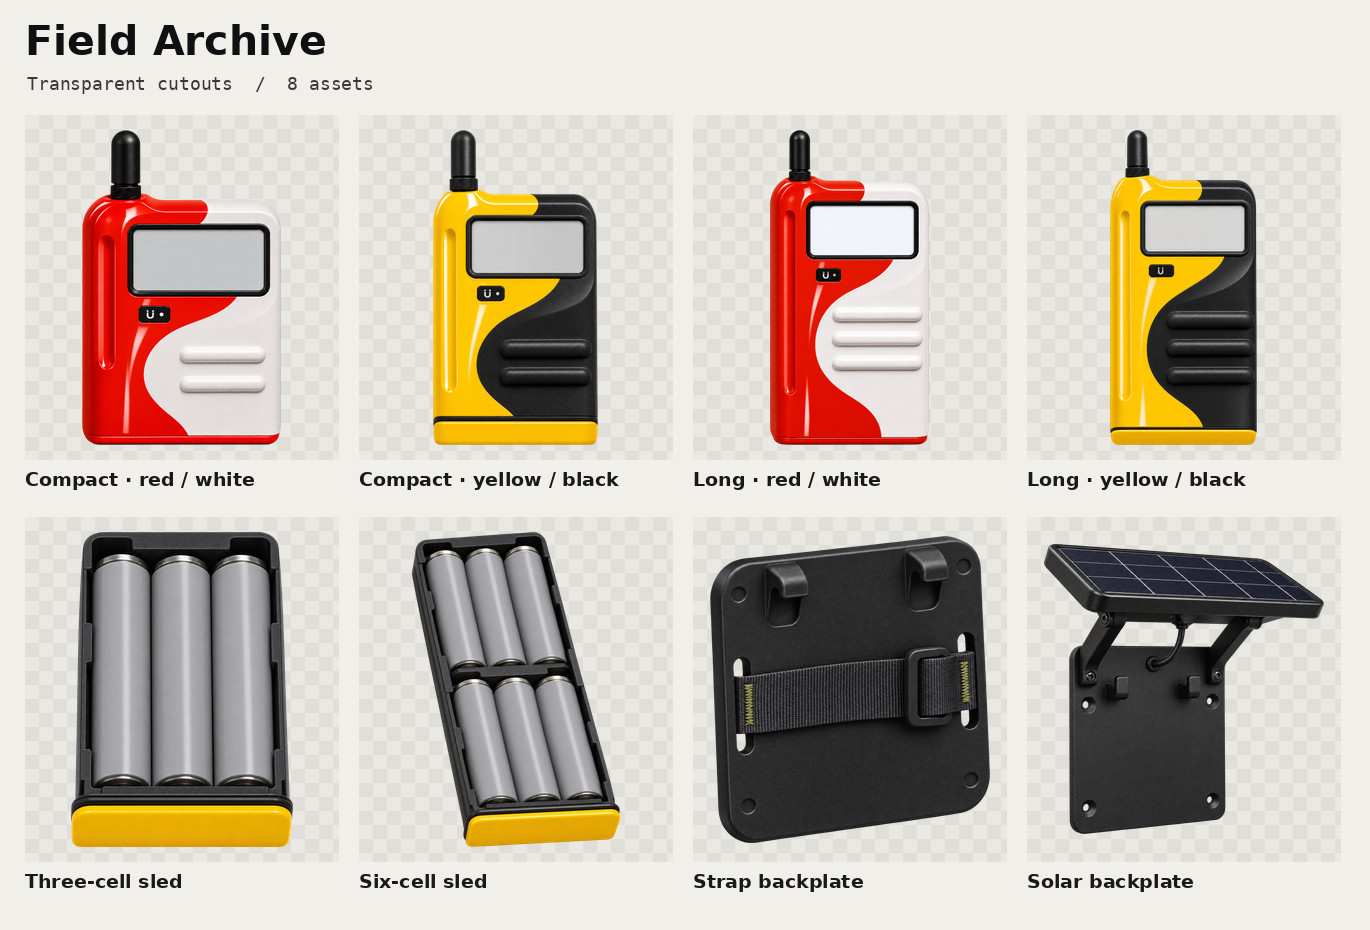 Field Archive
Transparent cutouts / 8 assets
Compact · red / white
Compact · yellow / black
Long · red / white
Long · yellow / black
Three-cell sled
Six-cell sled
Strap backplate
Solar backplate